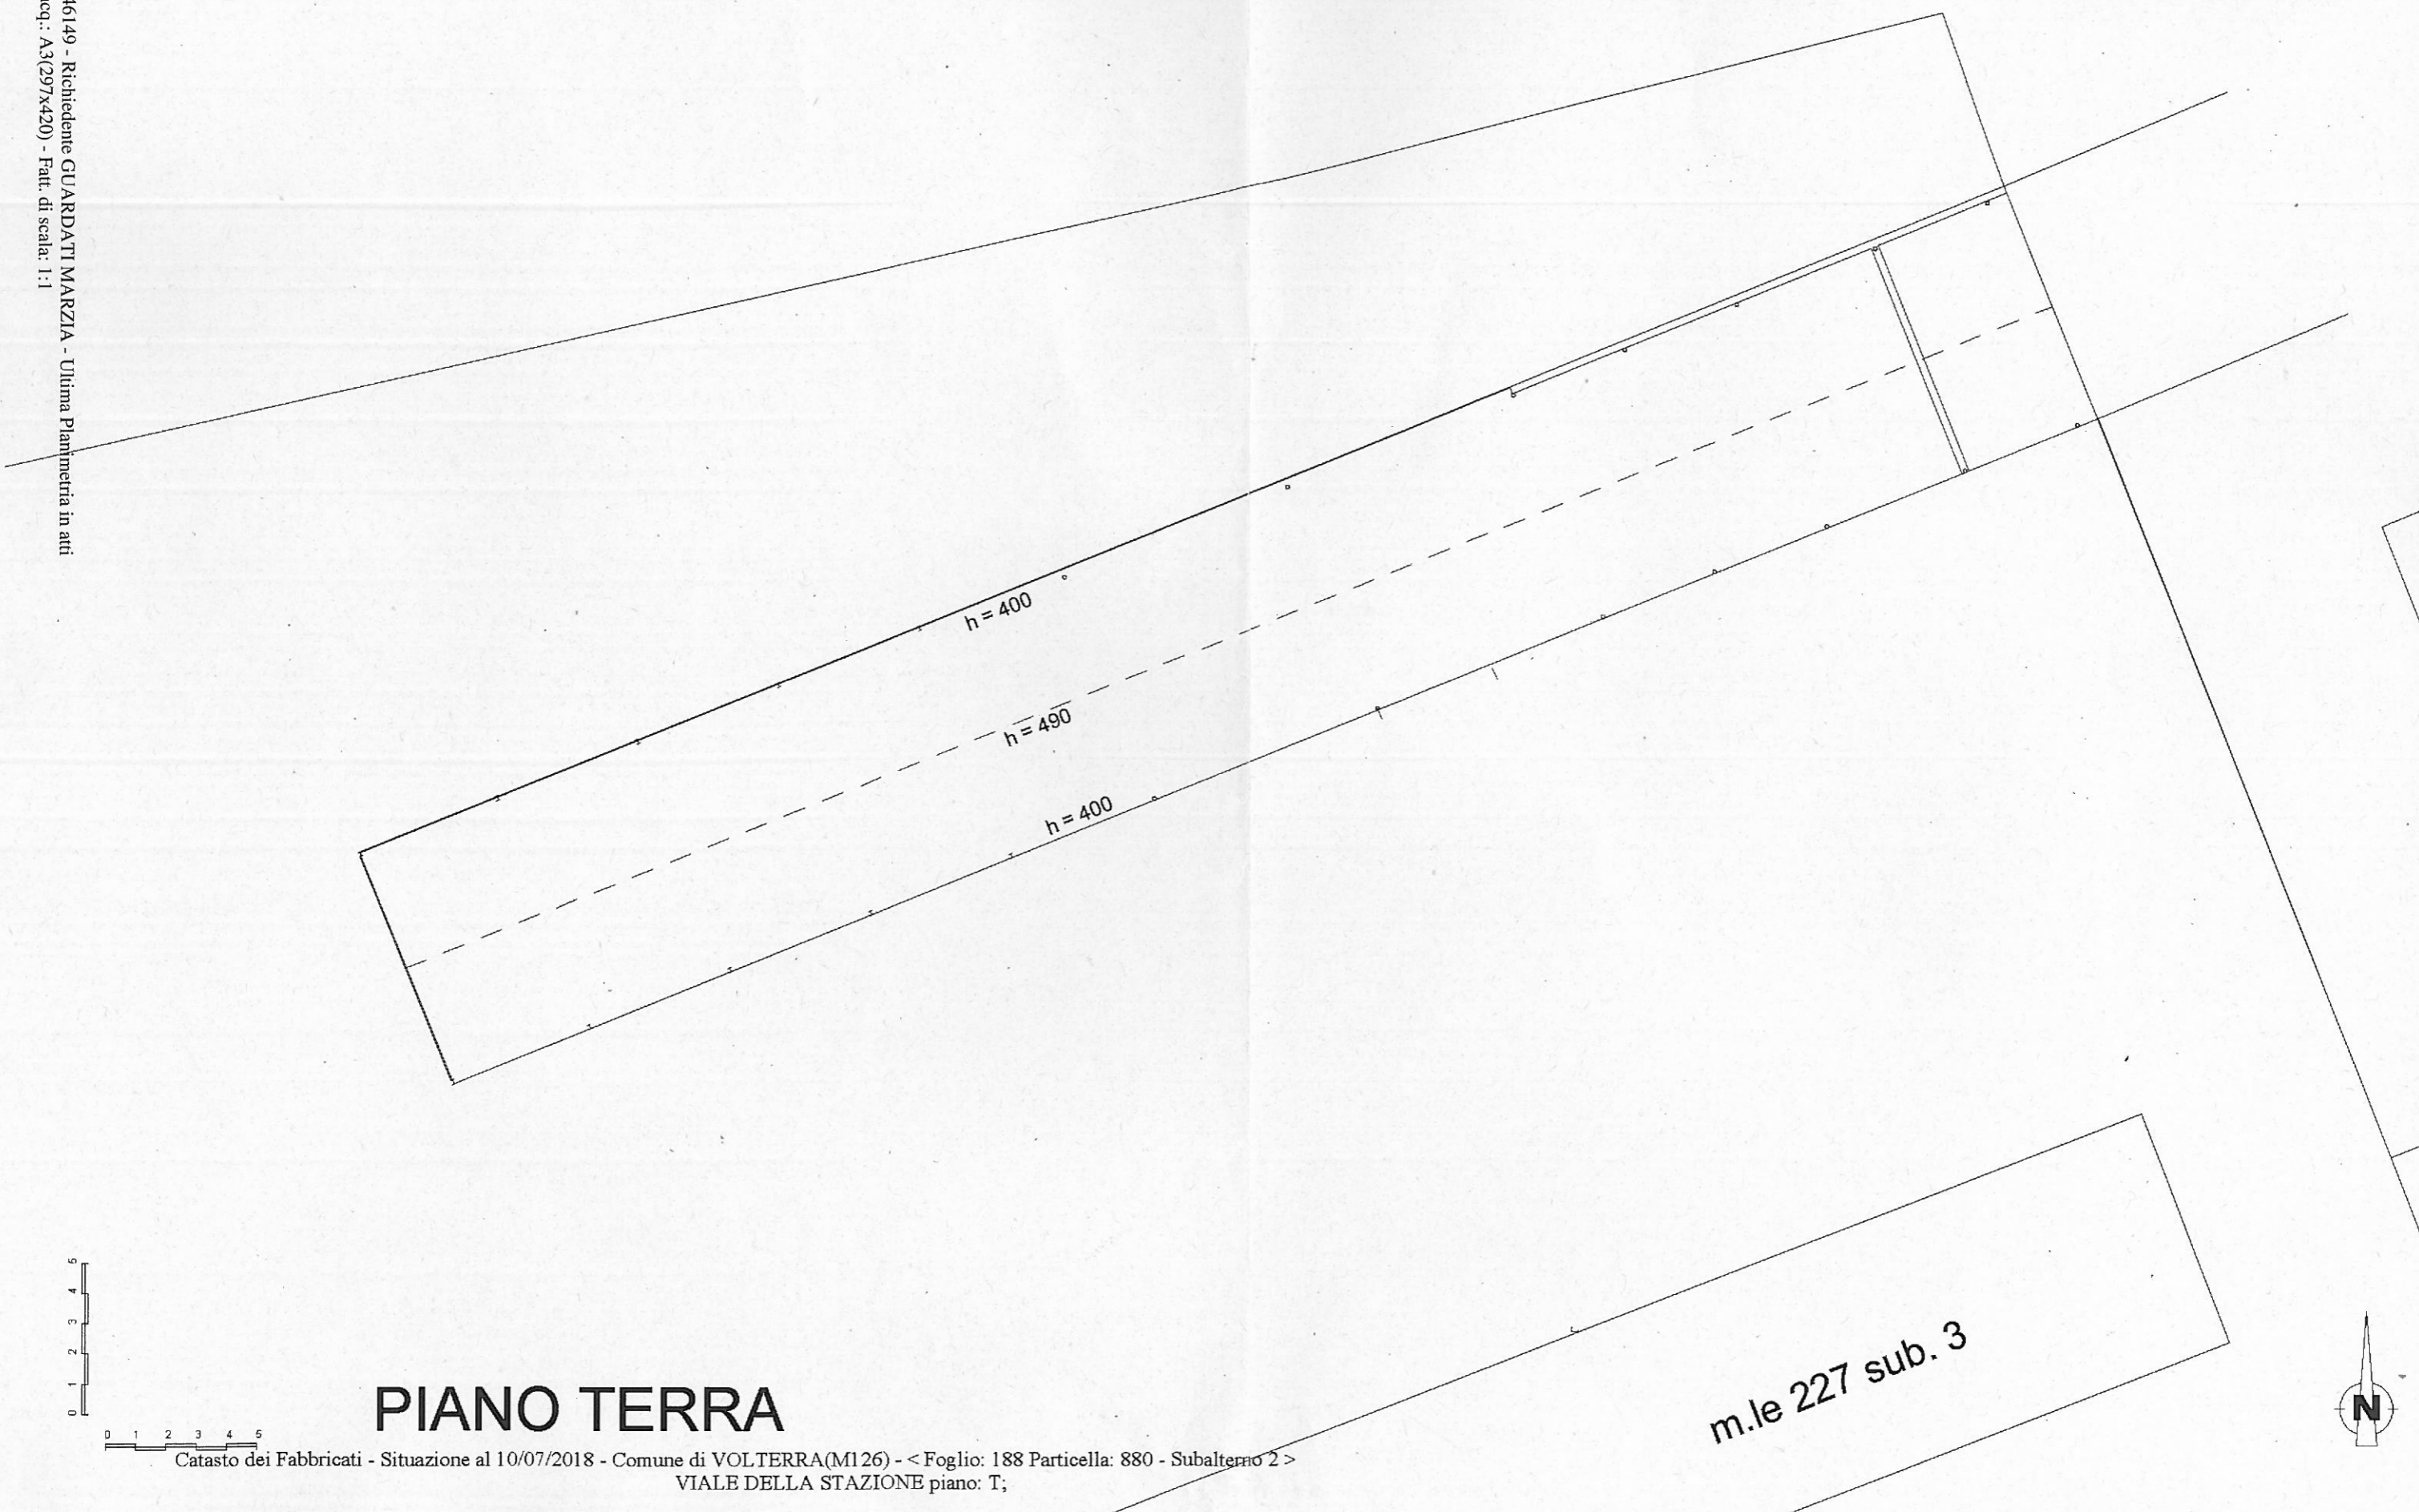 46149 - Richiedente GUARDATI MARZIA - Ultima Planimetria in atti
acq.: A3(297x420) - Fatt. di scala: 1:1
h = 400
h = 490
h = 400
m.le 227 sub. 3
5
4
3
2
1
0
0 1 2 3 4 5
PIANO TERRA
N
Catasto dei Fabbricati - Situazione al 10/07/2018 - Comune di VOLTERRA(M126) - < Foglio: 188 Particella: 880 - Subalterno 2 >
VIALE DELLA STAZIONE piano: T;